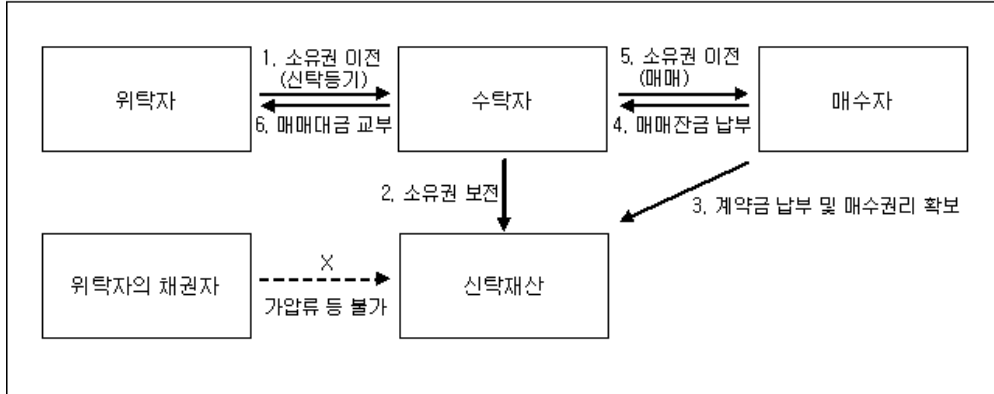 1, 소유권 이전
(신탁등기)
5, 소유권 이전
(매매)
위탁자
수탁자
매수자
6, 매매대금 교부
4, 매매잔금 납부
2, 소유권 보전
3, 계약금 납부 및 매수권리 확보
X
위탁자의 채권자
신탁재산
가압류 등 불가